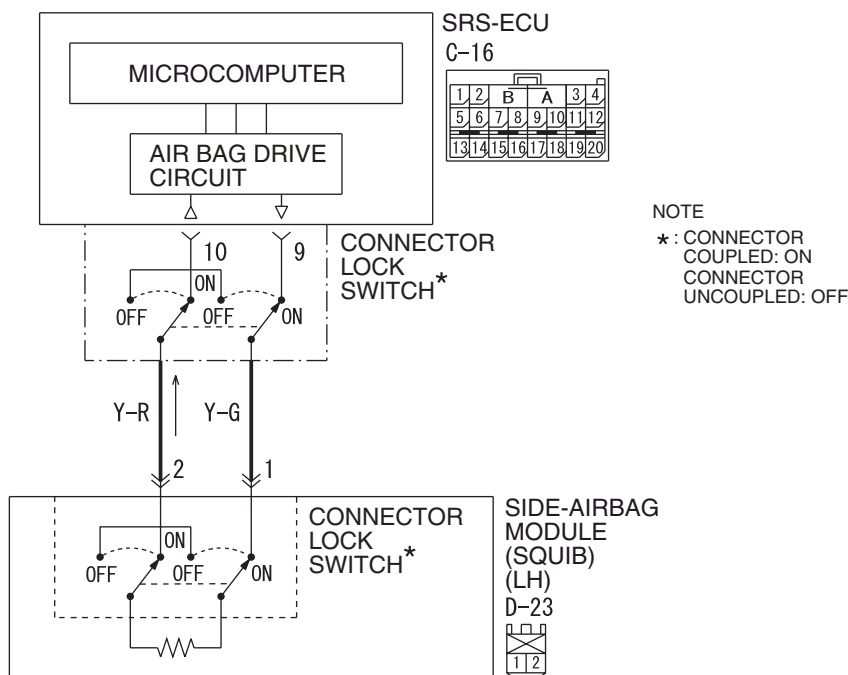 SRS-ECU
C-16
MICROCOMPUTER
1 2 B A 3 4
5 6 7 8 9 10 11 12
13 14 15 16 17 18 19 20
AIR BAG DRIVE
CIRCUIT
NOTE
* : CONNECTOR
COUPLED: ON
CONNECTOR
UNCOUPLED: OFF
10 9
CONNECTOR
LOCK
SWITCH*
ON
OFF OFF ON
Y-R Y-G
2 1
CONNECTOR
LOCK
SWITCH*
ON
OFF OFF ON
SIDE-AIRBAG
MODULE
(SQUIB)
(LH)
D-23
1 2